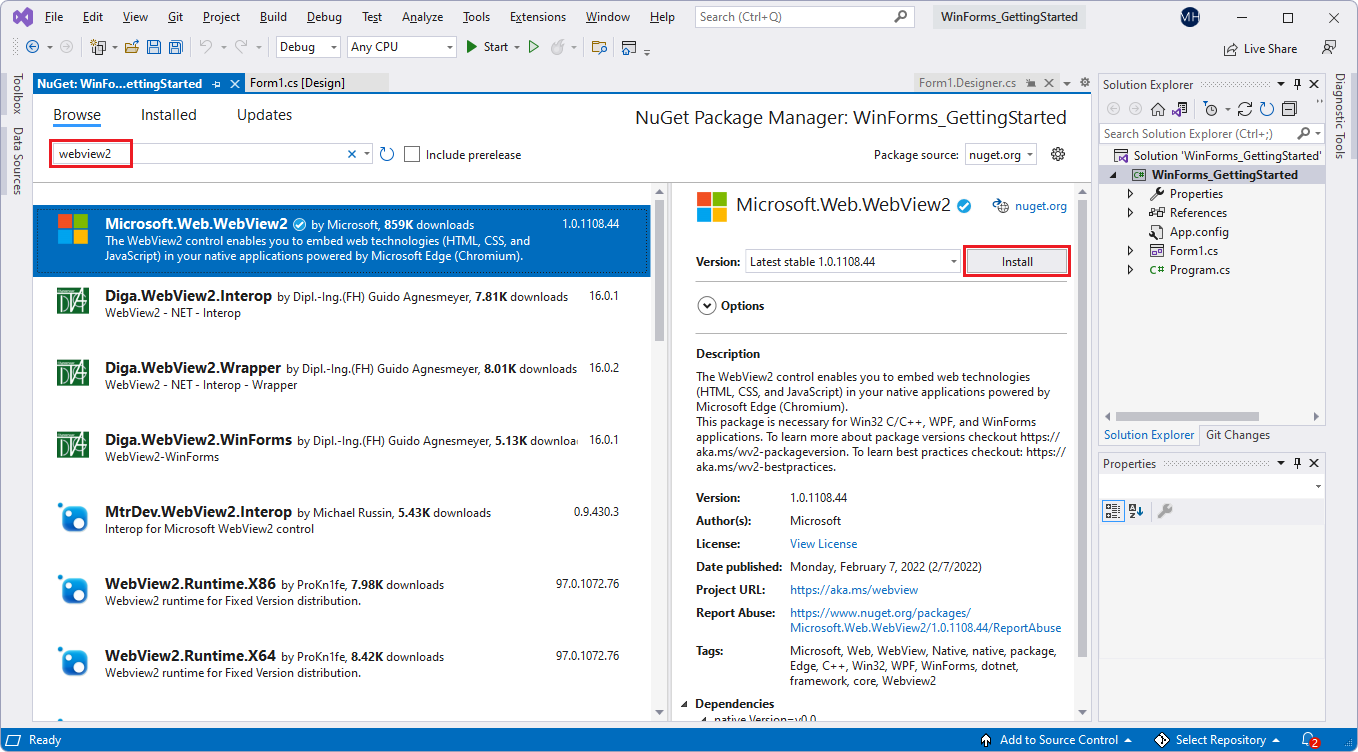 File Edit View Git Project Build Debug Test Analyze Tools Extensions Window Help Search (Ctrl+Q) WinForms_GettingStarted MH
Debug Any CPU Start Live Share
Toolbox
Data Sources
NuGet: WinFo...ettingStarted Form1.cs [Design] Form1.Designer.cs
Browse Installed Updates
NuGet Package Manager: WinForms_GettingStarted
webview2 Include prerelease
Package source: nuget.org
Microsoft.Web.WebView2 by Microsoft, 859K downloads 1.0.1108.44
The WebView2 control enables you to embed web technologies (HTML, CSS, and
JavaScript) in your native applications powered by Microsoft Edge (Chromium).
Diga.WebView2.Interop by Dipl.-Ing.(FH) Guido Agnesmeyer, 7.81K downloads 16.0.1
WebView2 - NET - Interop
Diga.WebView2.Wrapper by Dipl.-Ing.(FH) Guido Agnesmeyer, 8.01K downloads 16.0.2
WebView2 - NET - Interop - Wrapper
Diga.WebView2.WinForms by Dipl.-Ing.(FH) Guido Agnesmeyer, 5.13K downloa 16.0.1
WebView2-WinForms
MtrDev.WebView2.Interop by Michael Russin, 5.43K downloads 0.9.430.3
Interop for Microsoft WebView2 control
WebView2.Runtime.X86 by ProKn1fe, 7.98K downloads 97.0.1072.76
Webview2 runtime for Fixed Version distribution.
WebView2.Runtime.X64 by ProKn1fe, 8.42K downloads 97.0.1072.76
Webview2 runtime for Fixed Version distribution.
Microsoft.Web.WebView2 nuget.org
Version: Latest stable 1.0.1108.44 Install
Options
Description
The WebView2 control enables you to embed web technologies
(HTML, CSS, and JavaScript) in your native applications powered by
Microsoft Edge (Chromium).
This package is necessary for Win32 C/C++, WPF, and WinForms
applications. To learn more about package versions checkout https://
aka.ms/wv2-packageversion. To learn best practices checkout: https://
aka.ms/wv2-bestpractices.
Version: 1.0.1108.44
Author(s): Microsoft
License: View License
Date published: Monday, February 7, 2022 (2/7/2022)
Project URL: https://aka.ms/webview
Report Abuse: https://www.nuget.org/packages/
Microsoft.Web.WebView2/1.0.1108.44/ReportAbuse
Tags: Microsoft, Web, WebView, Native, native, package,
Edge, C++, Win32, WPF, WinForms, dotnet,
framework, core, Webview2
Dependencies
native,Version=v0.0
Solution Explorer
Search Solution Explorer (Ctrl+;)
Solution 'WinForms_GettingStarted'
C# WinForms_GettingStarted
Properties
References
App.config
Form1.cs
C# Program.cs
Solution Explorer Git Changes
Properties
Diagnostic Tools
Ready Add to Source Control Select Repository 2